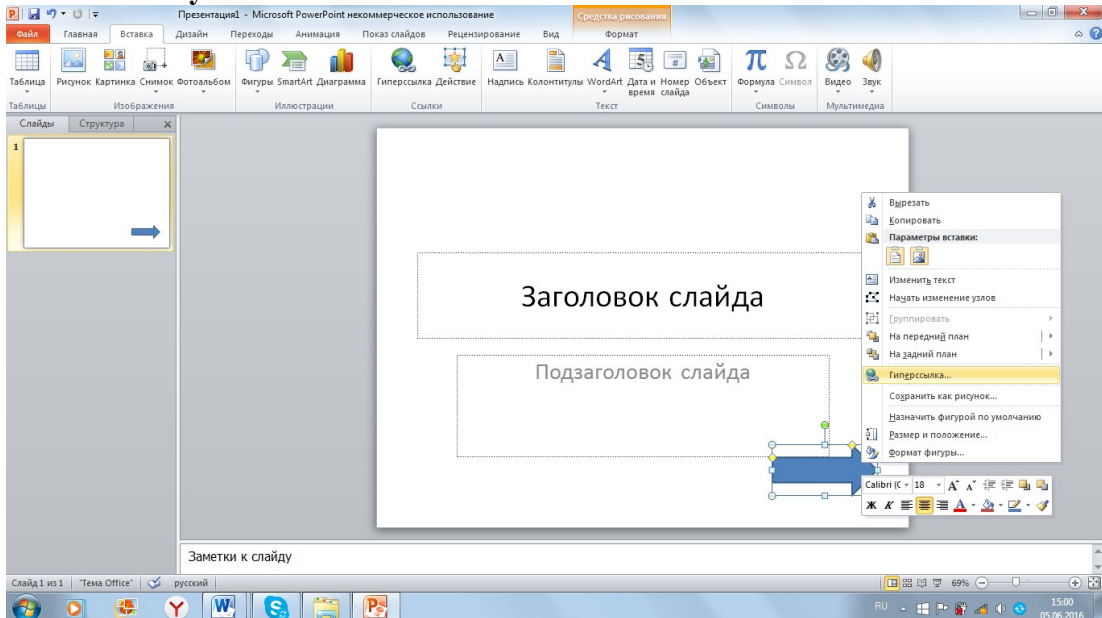 Презентация1 - Microsoft PowerPoint некоммерческое использование
Средства рисования
Файл Главная Вставка Дизайн Переходы Анимация Показ слайдов Рецензирование Вид Формат
Таблица Рисунок Картинка Снимок Фотоальбом Фигуры SmartArt Диаграмма Гиперссылка Действие Надпись Колонтитулы WordArt Дата и время Номер слайда Объект Формула Символ Видео Звук
Таблицы Изображения Иллюстрации Ссылки Текст Символы Мультимедиа
Слайды Структура
1
Заголовок слайда
Подзаголовок слайда
Вырезать
Копировать
Параметры вставки:
Изменить текст
Начать изменение узлов
Группировать
На передний план
На задний план
Гиперссылка...
Сохранить как рисунок...
Назначить фигурой по умолчанию
Размер и положение...
Формат фигуры...
Calibri (С 18
Ж К
Заметки к слайду
Слайд 1 из 1 "Тема Office" русский 69%
RU 15:00
05.06.2016